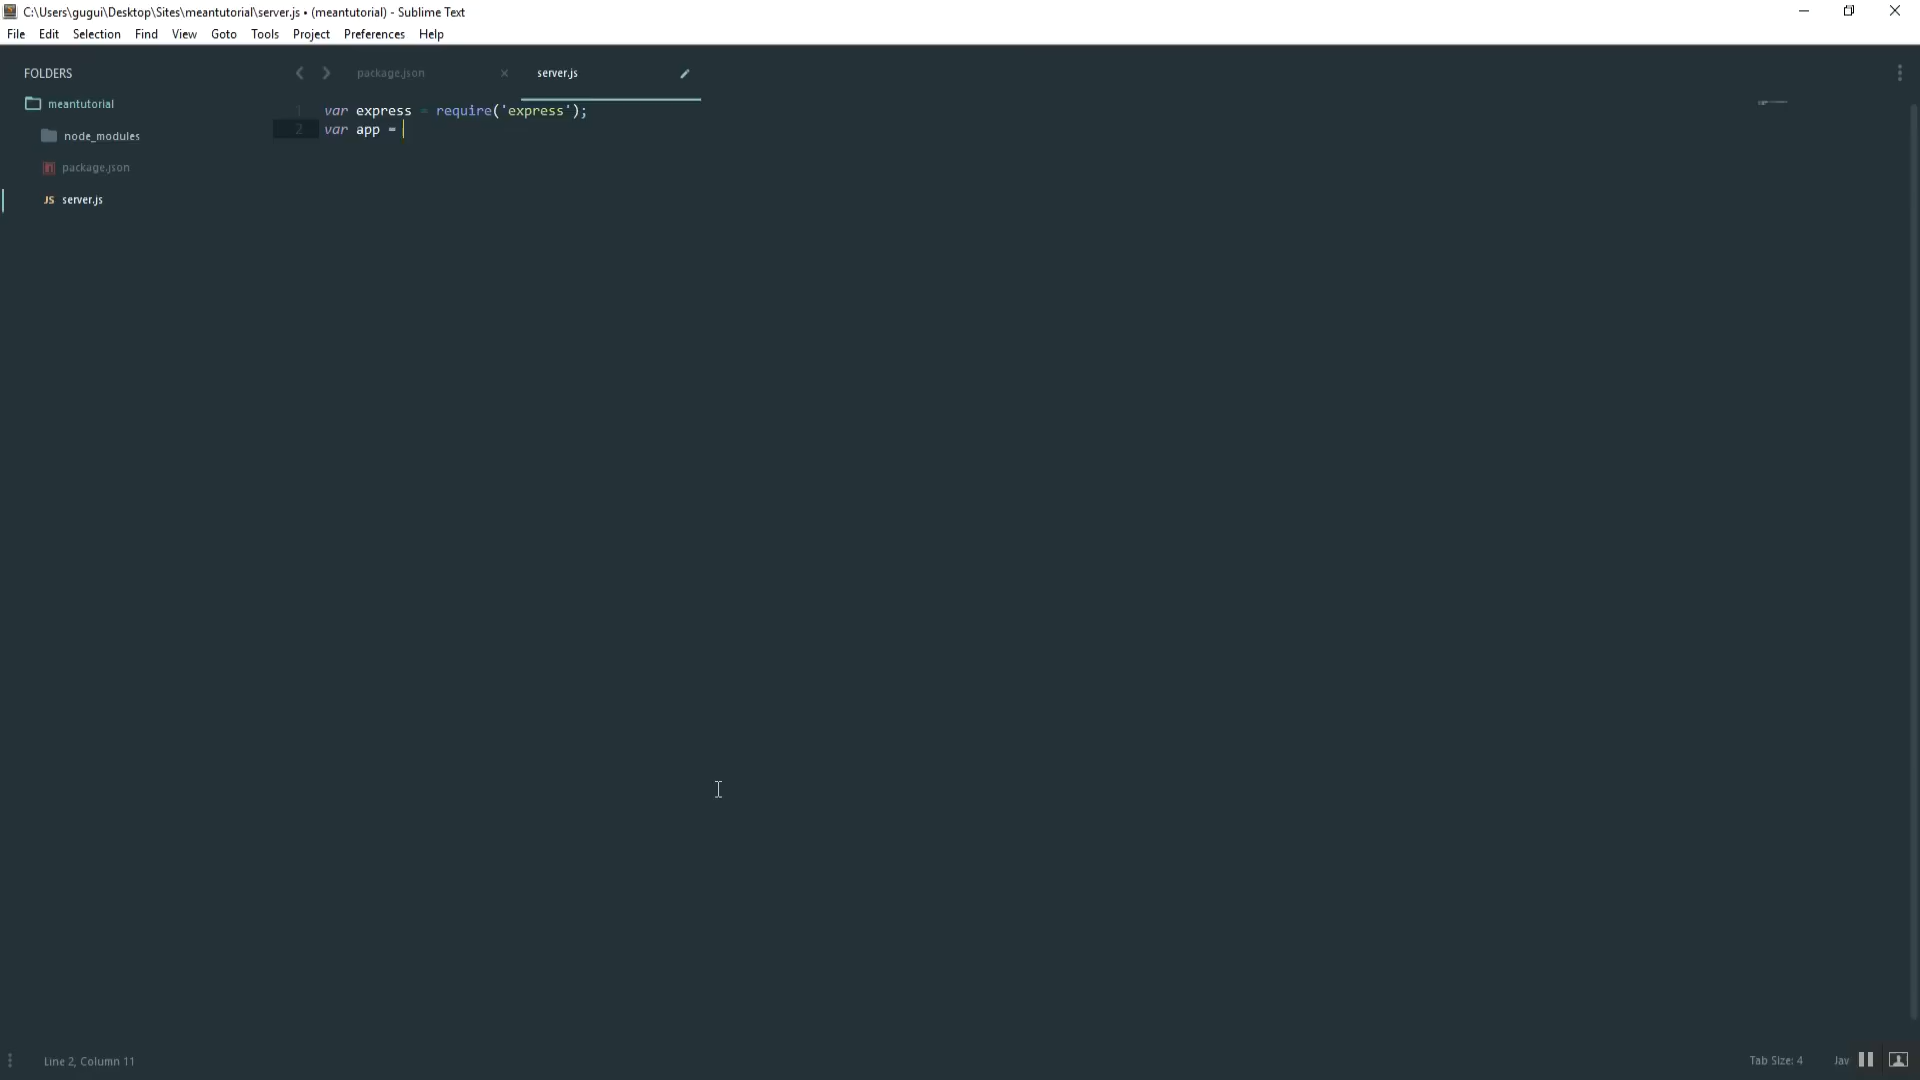 C:\Users\gugui\Desktop\Sites\meantutorial\server.js • (meantutorial) - Sublime Text
File Edit Selection Find View Goto Tools Project Preferences Help
FOLDERS
meantutorial
node_modules
package.json
JS server.js
package.json
server.js
1 var express = require('express');
2 var app =
Line 2, Column 11
Tab Size: 4
Jav